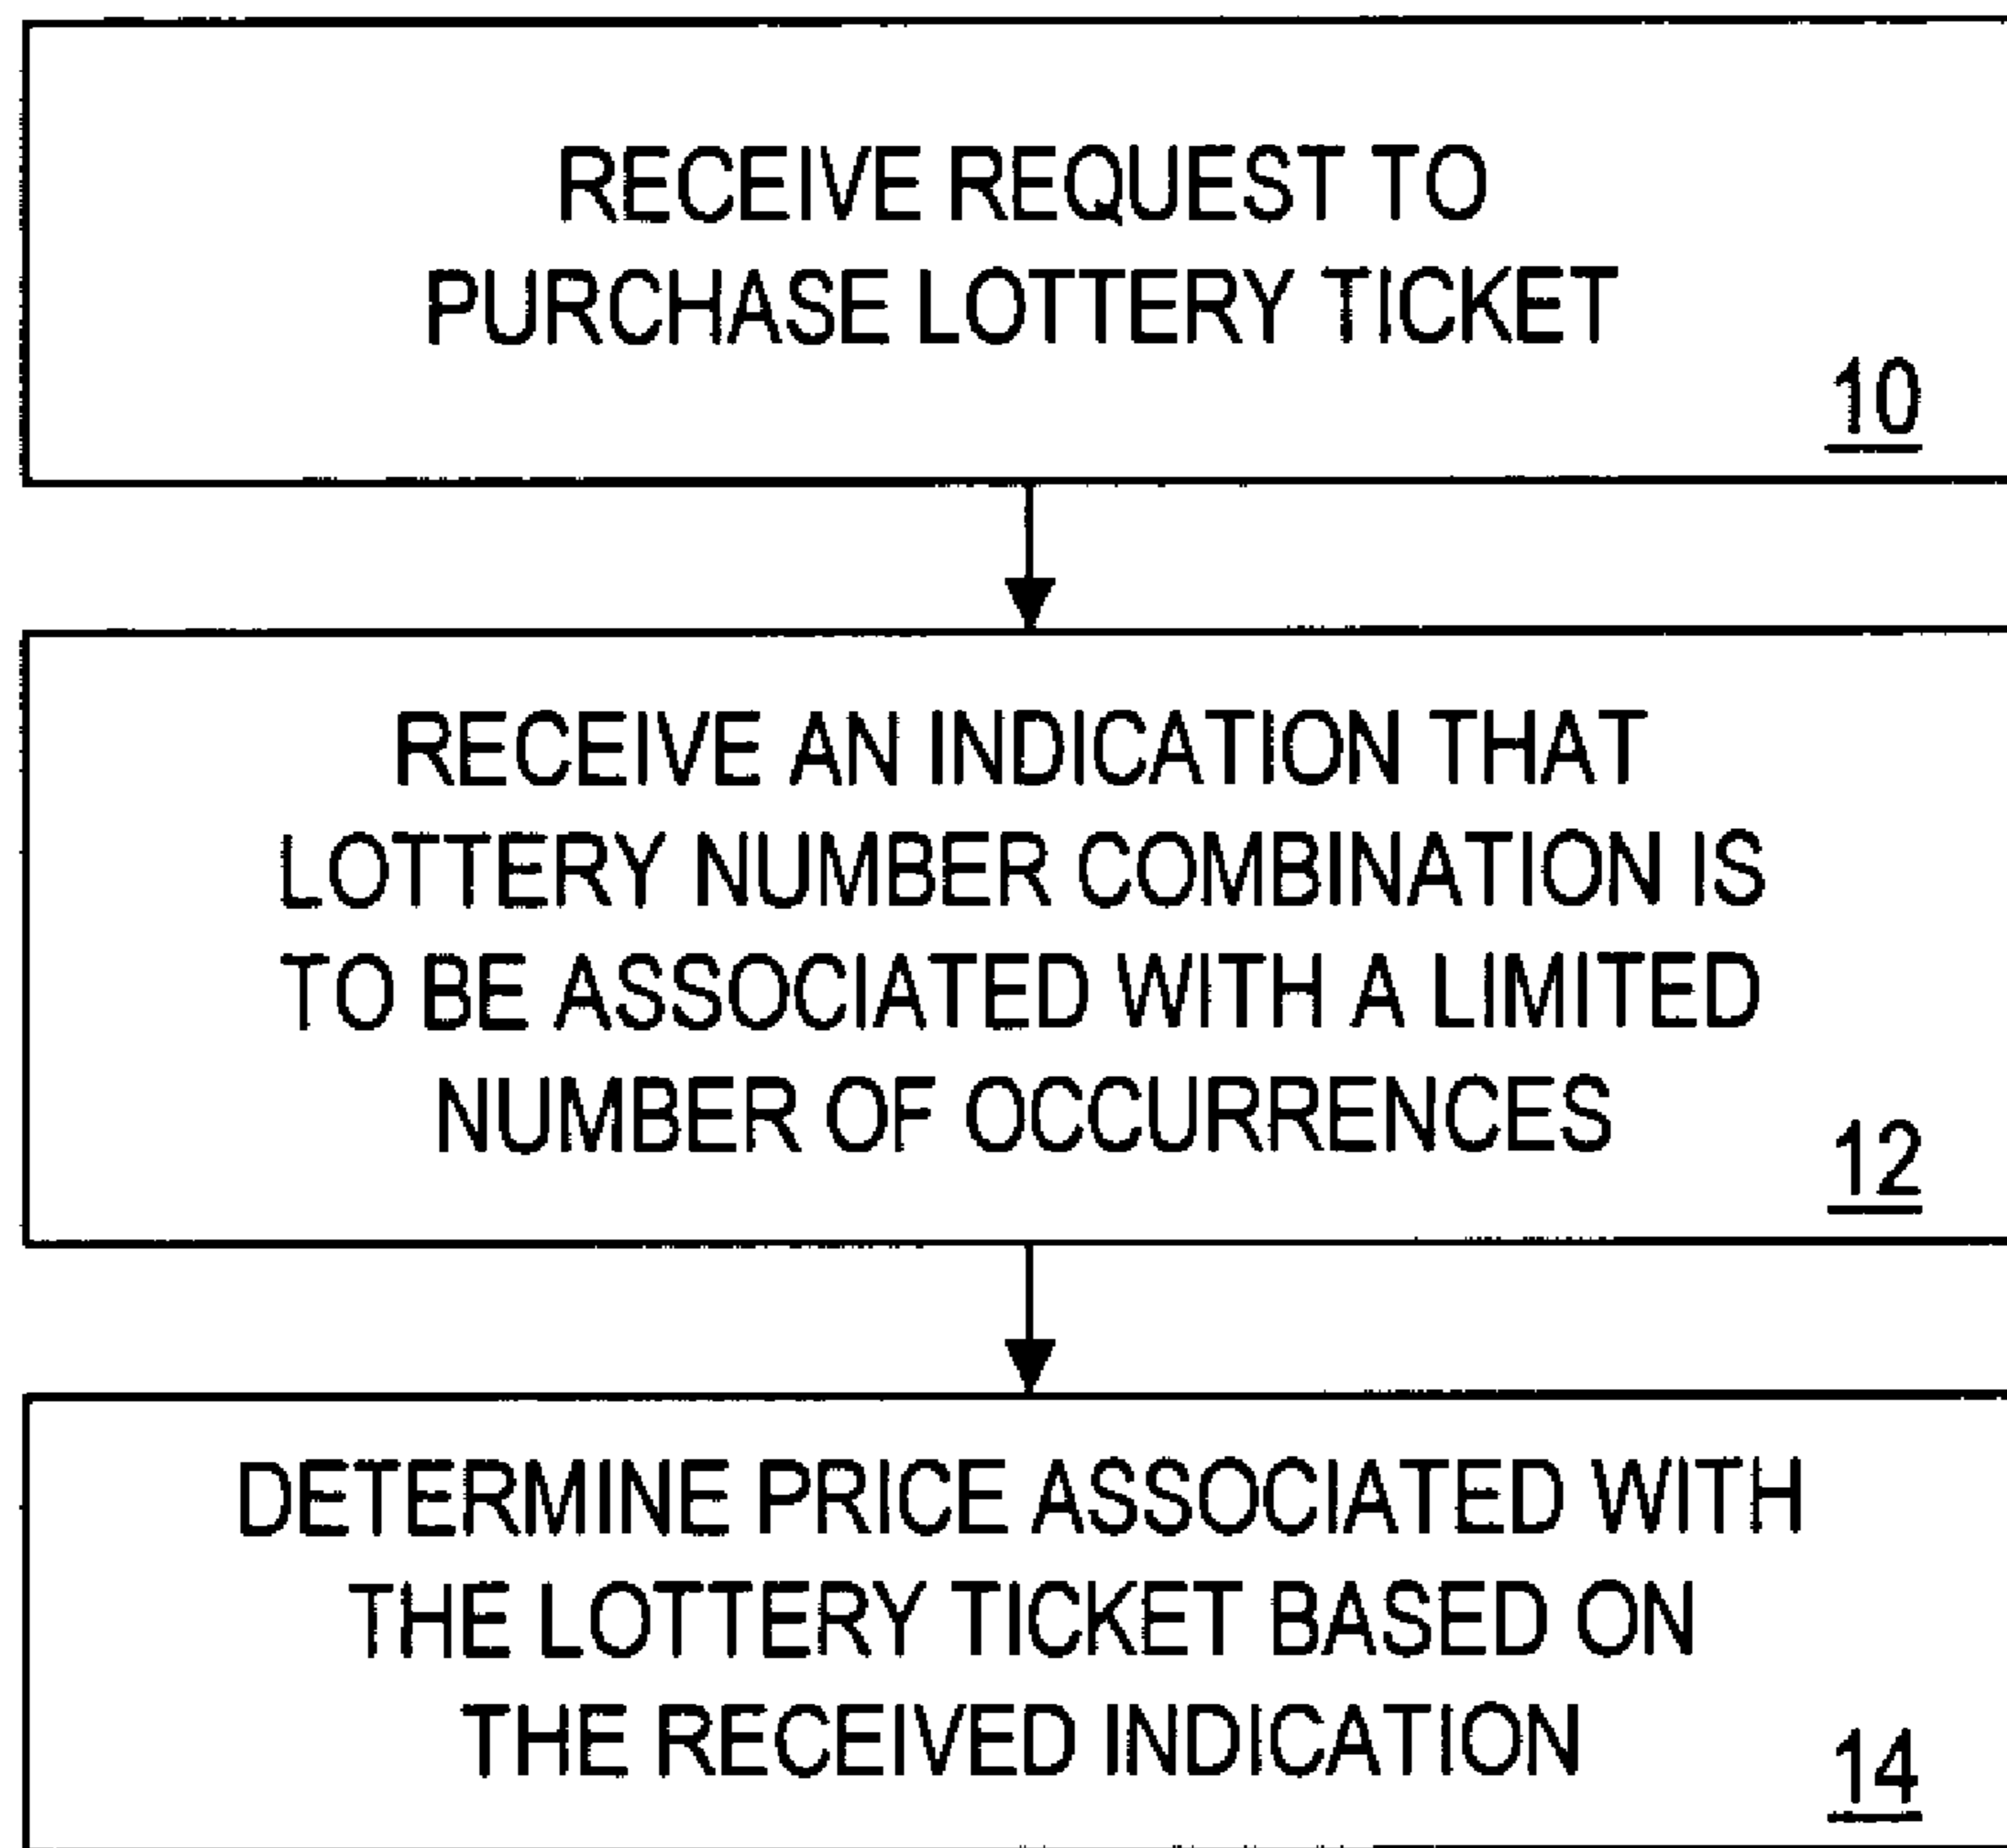 RECEIVE REQUEST TO
PURCHASE LOTTERY TICKET
10
RECEIVE AN INDICATION THAT
LOTTERY NUMBER COMBINATION IS
TO BE ASSOCIATED WITH A LIMITED
NUMBER OF OCCURRENCES
12
DETERMINE PRICE ASSOCIATED WITH
THE LOTTERY TICKET BASED ON
THE RECEIVED INDICATION
14